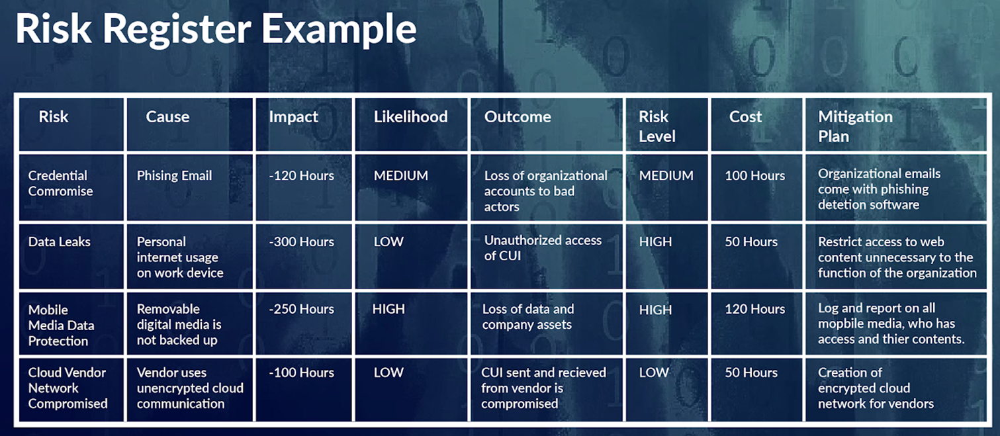 Risk Register Example
Risk
Cause
Impact
Likelihood
Outcome
Risk
Level
Cost
Mitigation
Plan
Credential
Comromise
Phising Email
-120 Hours
MEDIUM
Loss of organizational
accounts to bad
actors
MEDIUM
100 Hours
Organizational emails
come with phishing
detetion software
Data Leaks
Personal
internet usage
on work device
-300 Hours
LOW
Unauthorized access
of CUI
HIGH
50 Hours
Restrict access to web
content unnecessary to the
function of the organization
Mobile
Media Data
Protection
Removable
digital media is
not backed up
-250 Hours
HIGH
Loss of data and
company assets
HIGH
120 Hours
Log and report on all
mopbile media, who has
access and thier contents.
Cloud Vendor
Network
Compromised
Vendor uses
unencrypted cloud
communication
-100 Hours
LOW
CUI sent and recieved
from vendor is
compromised
LOW
50 Hours
Creation of
encrypted cloud
network for vendors